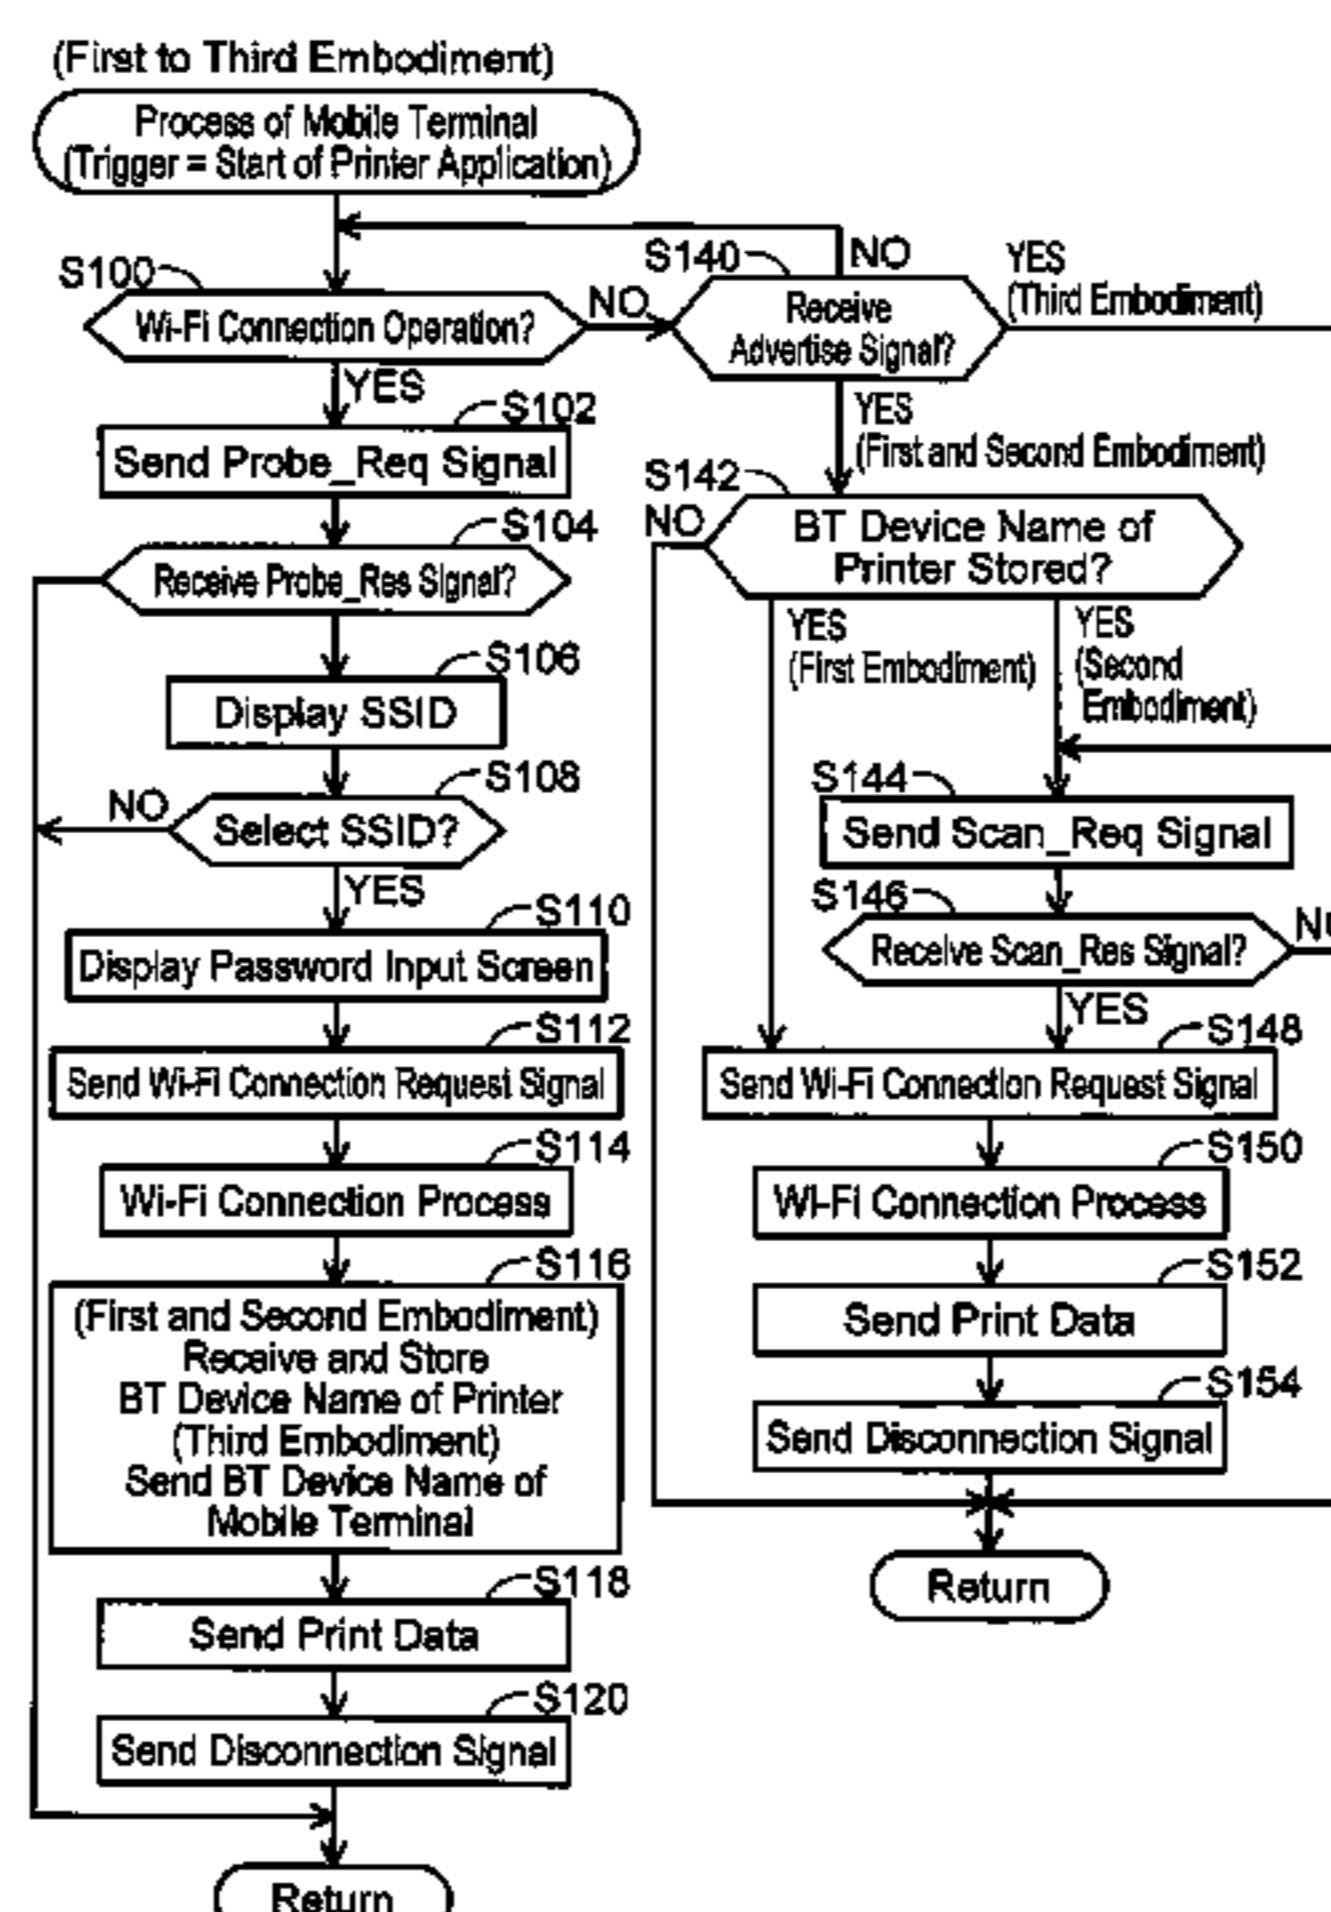 (First to Third Embodiment)
Process of Mobile Terminal
(Trigger = Start of Printer Application)
S100
Wi-Fi Connection Operation?
NO
YES
S102
Send Probe_Req Signal
S104
Receive Probe_Res Signal?
S106
Display SSID
S108
NO
Select SSID?
YES
S110
Display Password Input Screen
S112
Send Wi-Fi Connection Request Signal
S114
Wi-Fi Connection Process
S116
(First and Second Embodiment)
Receive and Store
BT Device Name of Printer
(Third Embodiment)
Send BT Device Name of
Mobile Terminal
S118
Send Print Data
S120
Send Disconnection Signal
Return
S140
NO
Receive
Advertise Signal?
YES
(Third Embodiment)
YES
(First and Second Embodiment)
S142
NO
BT Device Name of
Printer Stored?
YES
(First Embodiment)
YES
(Second
Embodiment)
S144
Send Scan_Req Signal
S146
Receive Scan_Res Signal?
YES
S148
Send Wi-Fi Connection Request Signal
S150
Wi-Fi Connection Process
S152
Send Print Data
S154
Send Disconnection Signal
Return